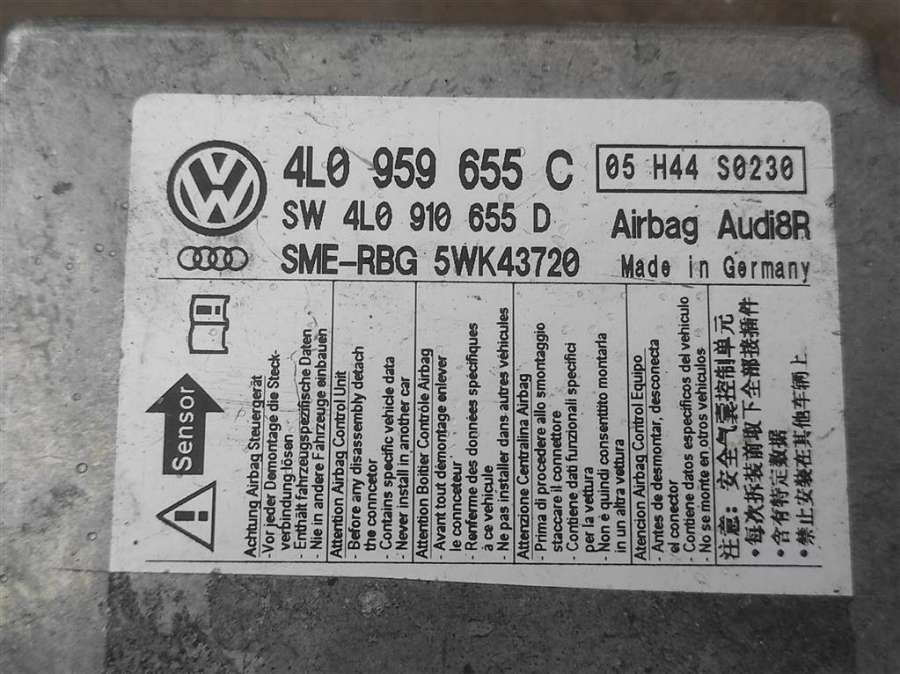 4L0 959 655 C
05 H44 S0230
SW 4L0 910 655 D
Airbag Audi8R
SME-RBG 5WK43720
Made in Germany
Sensor
Achtung Airbag Steuergerät
-Vor jeder Demontage die Steck-
verbindung lösen
- Enthält fahrzeugspezinsche Daten
- Nie in andere Fahrzeuge einbauen
Attention Airbag Control Unit
- Before any disassembly detach
the conncetor
- Contains specific vehicle data
- Never install in another car
Attention Boitier Contrôle Airbag
- Avant tout démontage enlever
le connecteur
- Renferme des données spécifiques
à ce véhicule
- Ne pas installer dans autres véhicules
Attenzione Centralina Airbag
- Prima di procedere allo smontaggio
staccare il connettore
- Contiene dati funzionali specifici
per la vettura
- Non é quindi consentito montarla
in un altra vettura
Atencion Airbag Control Equipo
- Antes de desmontar, desconecta
el conector
- Contiene datos especificos del vehiculo
- No se monte en otros vehiculos
注意：安全气囊控制单元
•每次拆装前取下全部接插件
•含有特定数据
•禁止安装在其他车辆上